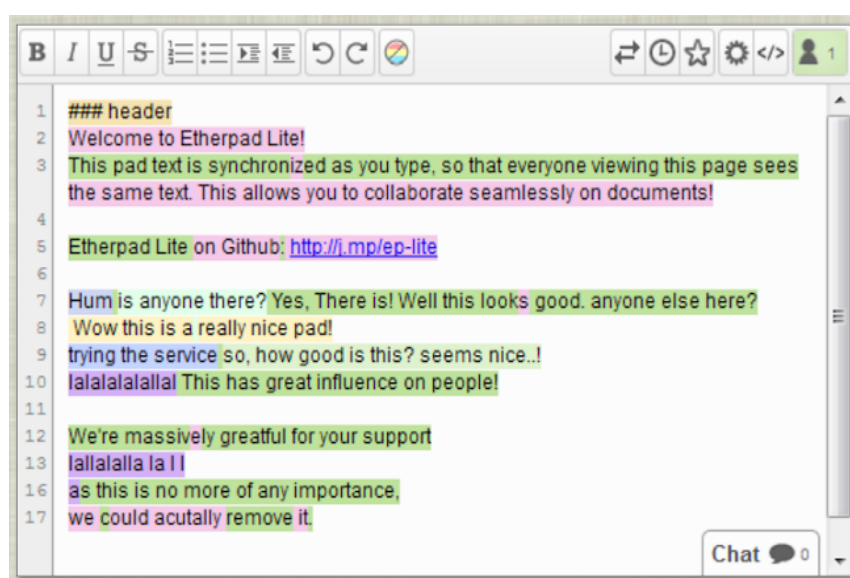 B I U S </> 1
1 ### header
2 Welcome to Etherpad Lite!
3 This pad text is synchronized as you type, so that everyone viewing this page sees
the same text. This allows you to collaborate seamlessly on documents!
4
5 Etherpad Lite on Github: http://j.mp/ep-lite
6
7 Hum is anyone there? Yes, There is! Well this looks good. anyone else here?
8 Wow this is a really nice pad!
9 trying the service so, how good is this? seems nice..!
10 lalalalalallal This has great influence on people!
11
12 We're massively greatful for your support
13 lallalalla la l l
16 as this is no more of any importance,
17 we could acutally remove it.
Chat 0